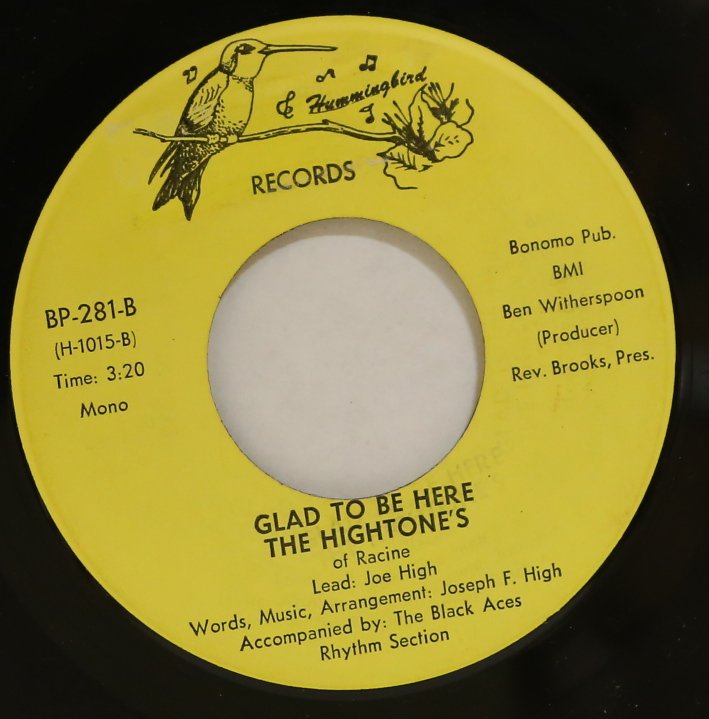 Hummingbird
RECORDS
BP-281-B
(H-1015-B)
Time: 3:20
Mono
Bonomo Pub.
BMI
Ben Witherspoon
(Producer)
Rev. Brooks, Pres.
GLAD TO BE HERE
THE HIGHTONE'S
of Racine
Lead: Joe High
Words, Music, Arrangement: Joseph F. High
Accompanied by: The Black Aces
Rhythm Section